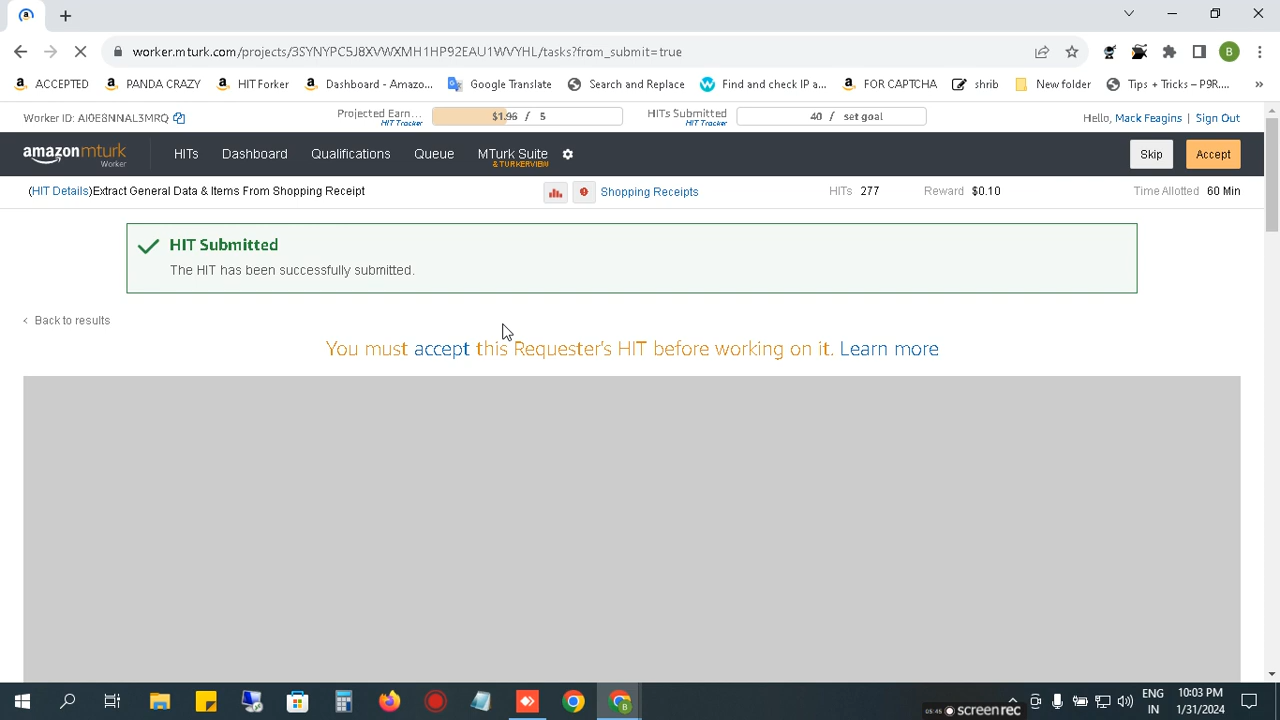 worker.mturk.com/projects/3SYNYPC5J8XVWXMH1HP92EAU1WVYHL/tasks?from_submit=true
B
ACCEPTED PANDA CRAZY HIT Forker Dashboard - Amazo... Google Translate Search and Replace Find and check IP a... FOR CAPTCHA shrib New folder Tips + Tricks – P9R.... »
Worker ID: AI0E8NNAL3MRQ
Projected Earn...
HIT Tracker
$1.96 / 5
HITs Submitted
HIT Tracker
40 / set goal
Hello, Mack Feagins | Sign Out
amazon mturk
Worker
HITs Dashboard Qualifications Queue MTurk Suite
& TURKERVIEW
Skip Accept
(HIT Details)Extract General Data & Items From Shopping Receipt Shopping Receipts HITs 277 Reward $0.10 Time Allotted 60 Min
HIT Submitted
The HIT has been successfully submitted.
‹ Back to results
You must accept this Requester's HIT before working on it. Learn more
ENG
IN
10:03 PM
1/31/2024
05:46 screenrec